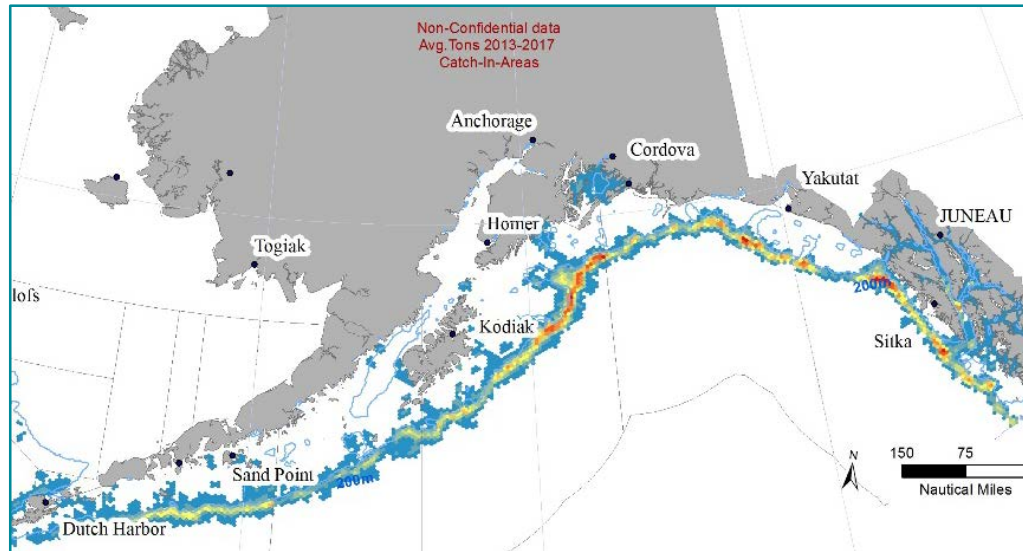 Non-Confidential data
Avg.Tons 2013-2017
Catch-In-Areas
Anchorage
Cordova
Yakutat
JUNEAU
Homer
Togiak
200m
lofs
Kodiak
Sitka
Sand Point
200m
N
150 75
Nautical Miles
Dutch Harbor